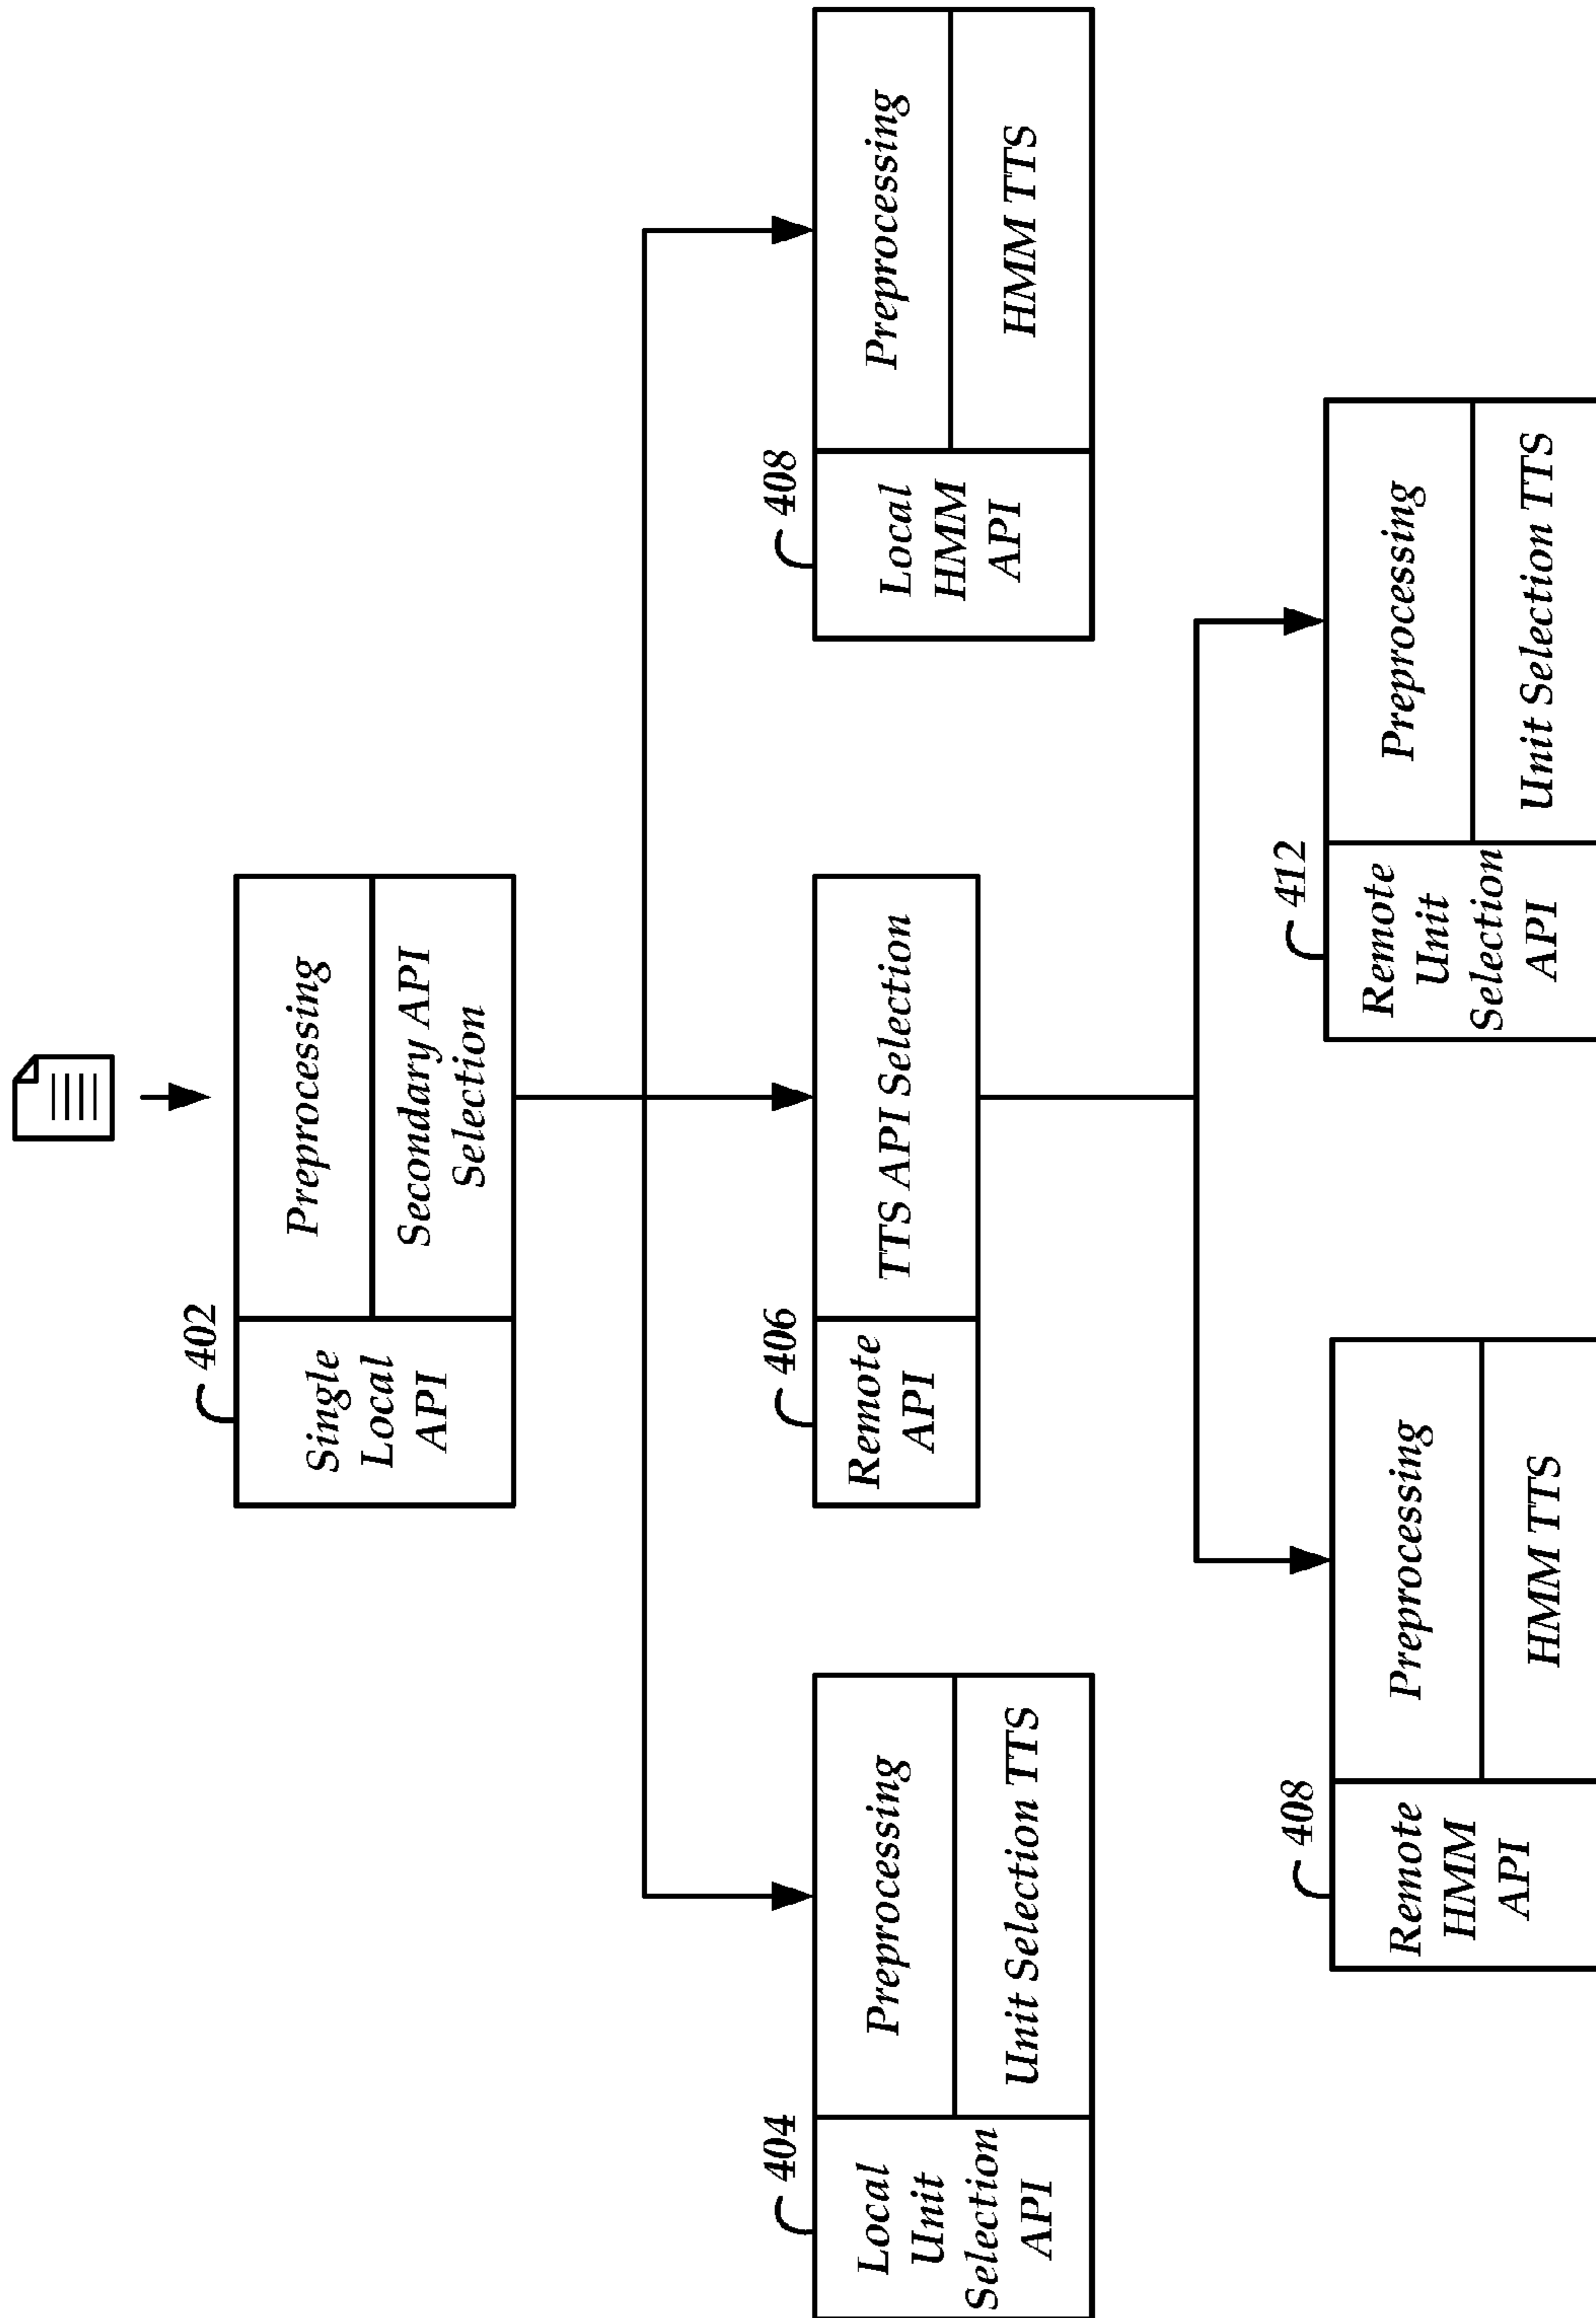 402
Single
Local
API
Preprocessing
Secondary API
Selection
404
Local
Unit
Selection
API
Preprocessing
Unit Selection TTS
406
Remote
API
TTS API Selection
408
Local
HMM
API
Preprocessing
HMM TTS
408
Remote
HMM
API
Preprocessing
HMM TTS
412
Remote
Unit
Selection
API
Preprocessing
Unit Selection TTS